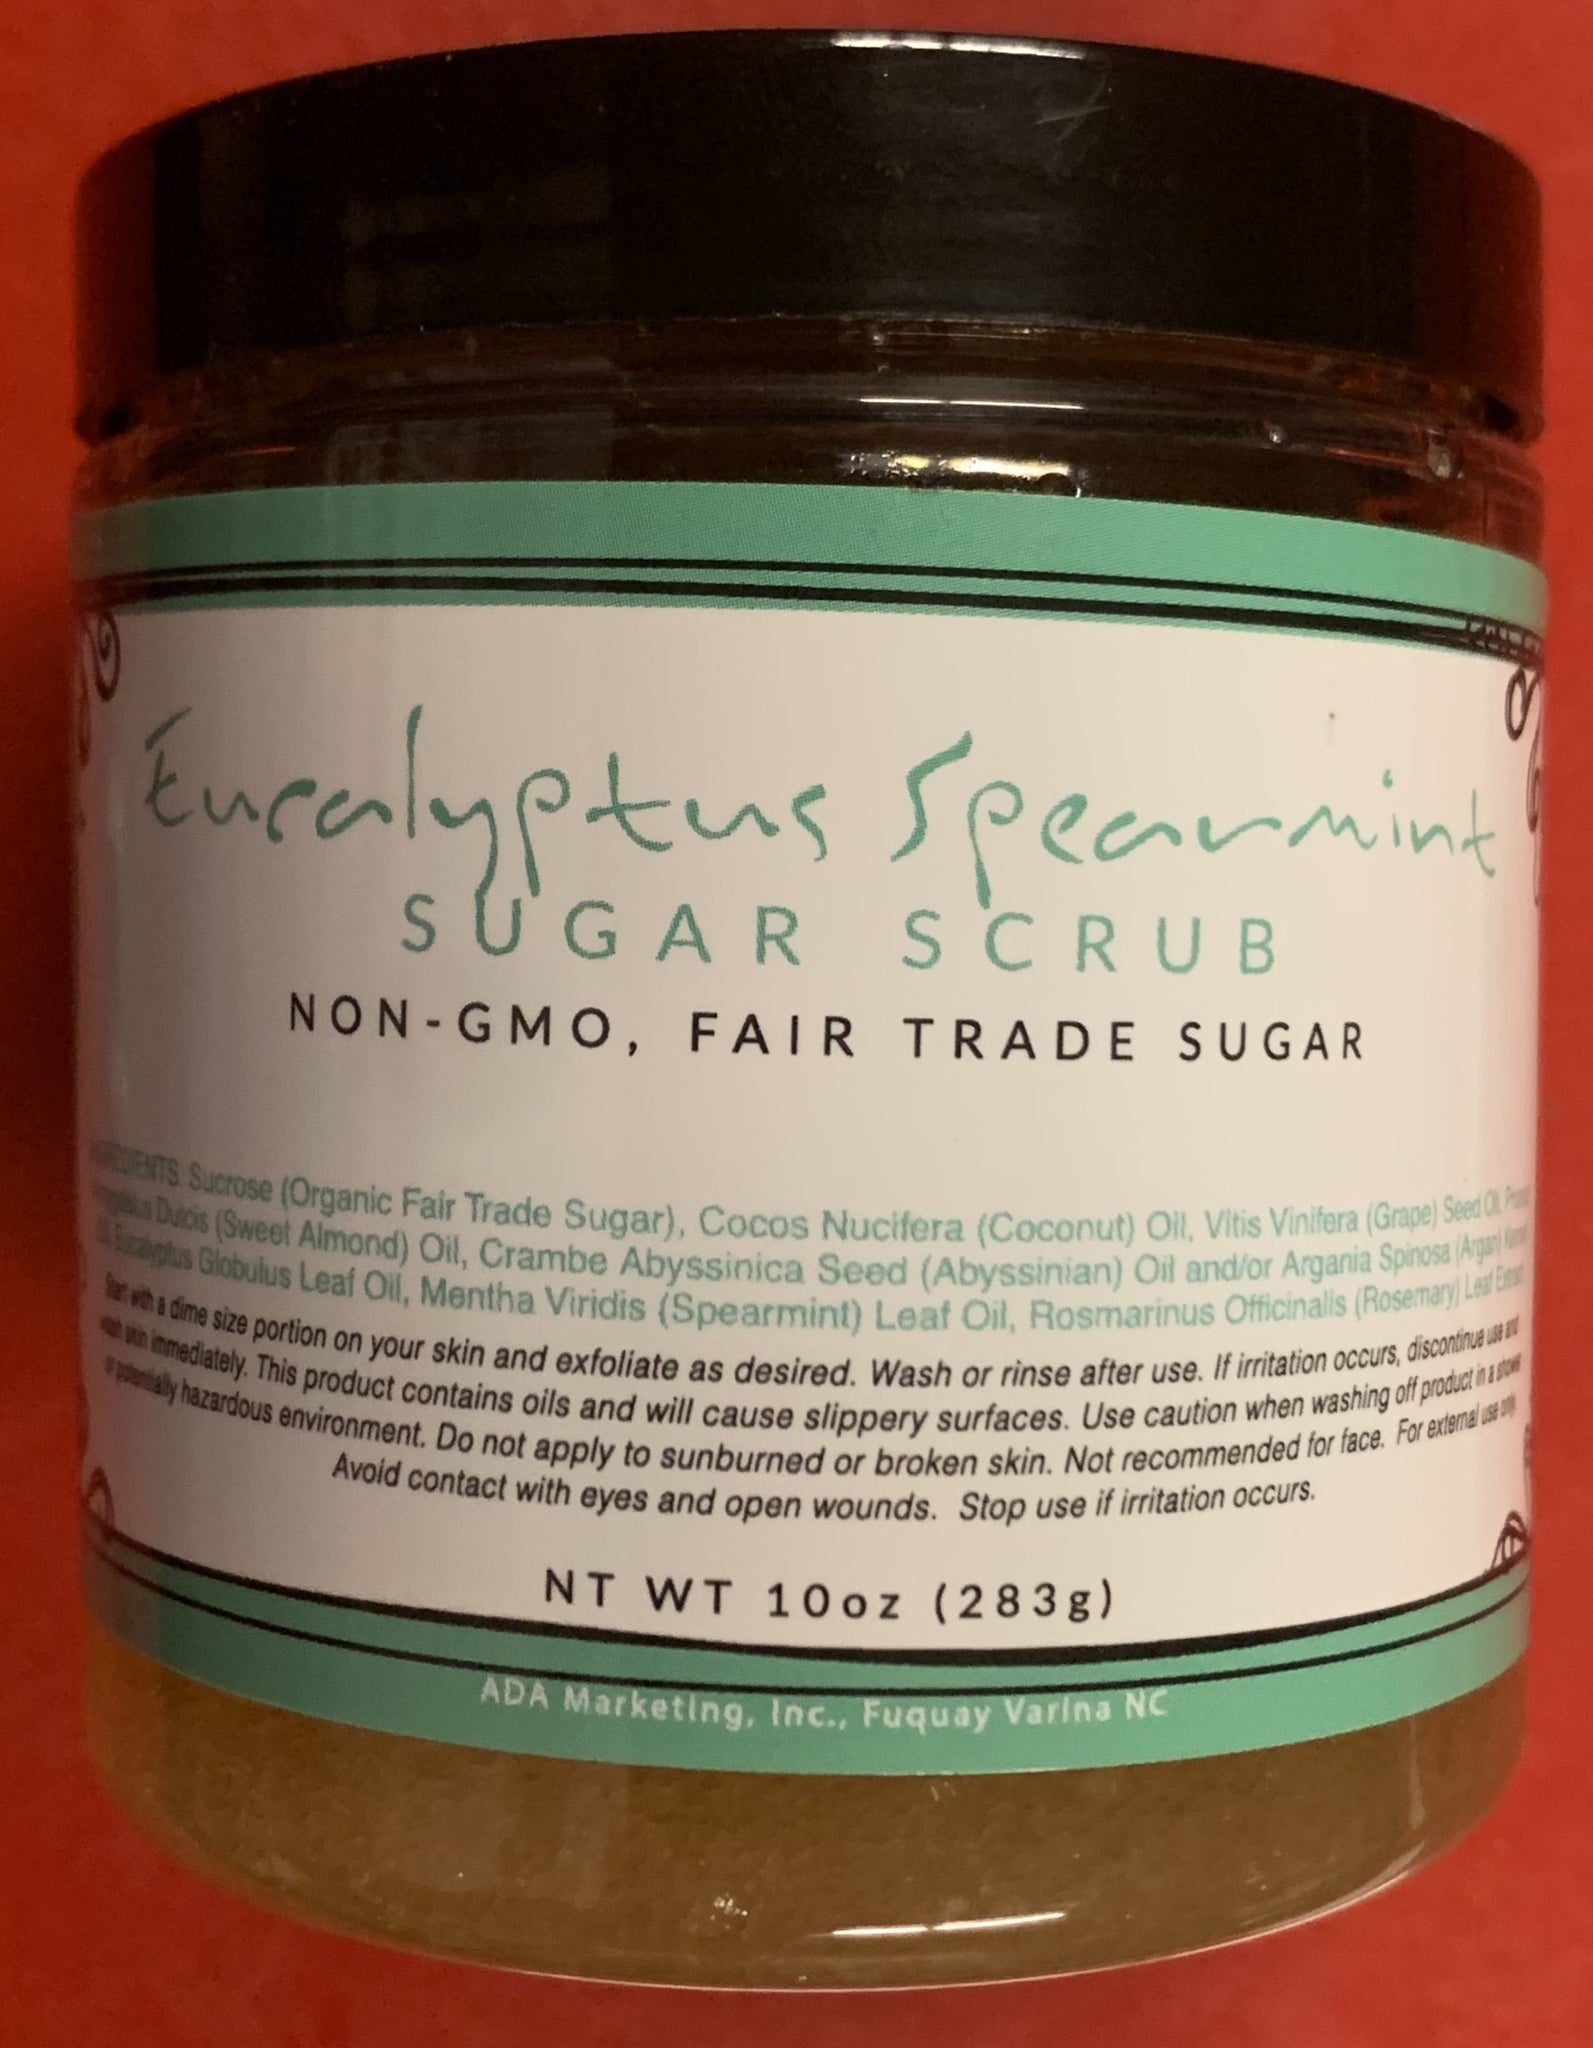 Eucalyptus Spearmint
SUGAR SCRUB
NON-GMO, FAIR TRADE SUGAR
INGREDIENTS: Sucrose (Organic Fair Trade Sugar), Cocos Nucifera (Coconut) Oil, Vitis Vinifera (Grape) Seed Oil,
Dulcis (Sweet Almond) Oil, Crambe Abyssinica Seed (Abyssinian) Oil and/or Argania Spinosa (Argan) Kernel
Oil, Eucalyptus Globulus Leaf Oil, Mentha Viridis (Spearmint) Leaf Oil, Rosmarinus Officinalis (Rosemary) Leaf Extract
Start with a dime size portion on your skin and exfoliate as desired. Wash or rinse after use. If irritation occurs, discontinue use and
wash skin immediately. This product contains oils and will cause slippery surfaces. Use caution when washing off product in a shower
or potentially hazardous environment. Do not apply to sunburned or broken skin. Not recommended for face. For external use only.
Avoid contact with eyes and open wounds. Stop use if irritation occurs.
NT WT 10oz (283g)
ADA Marketing, Inc., Fuquay Varina NC